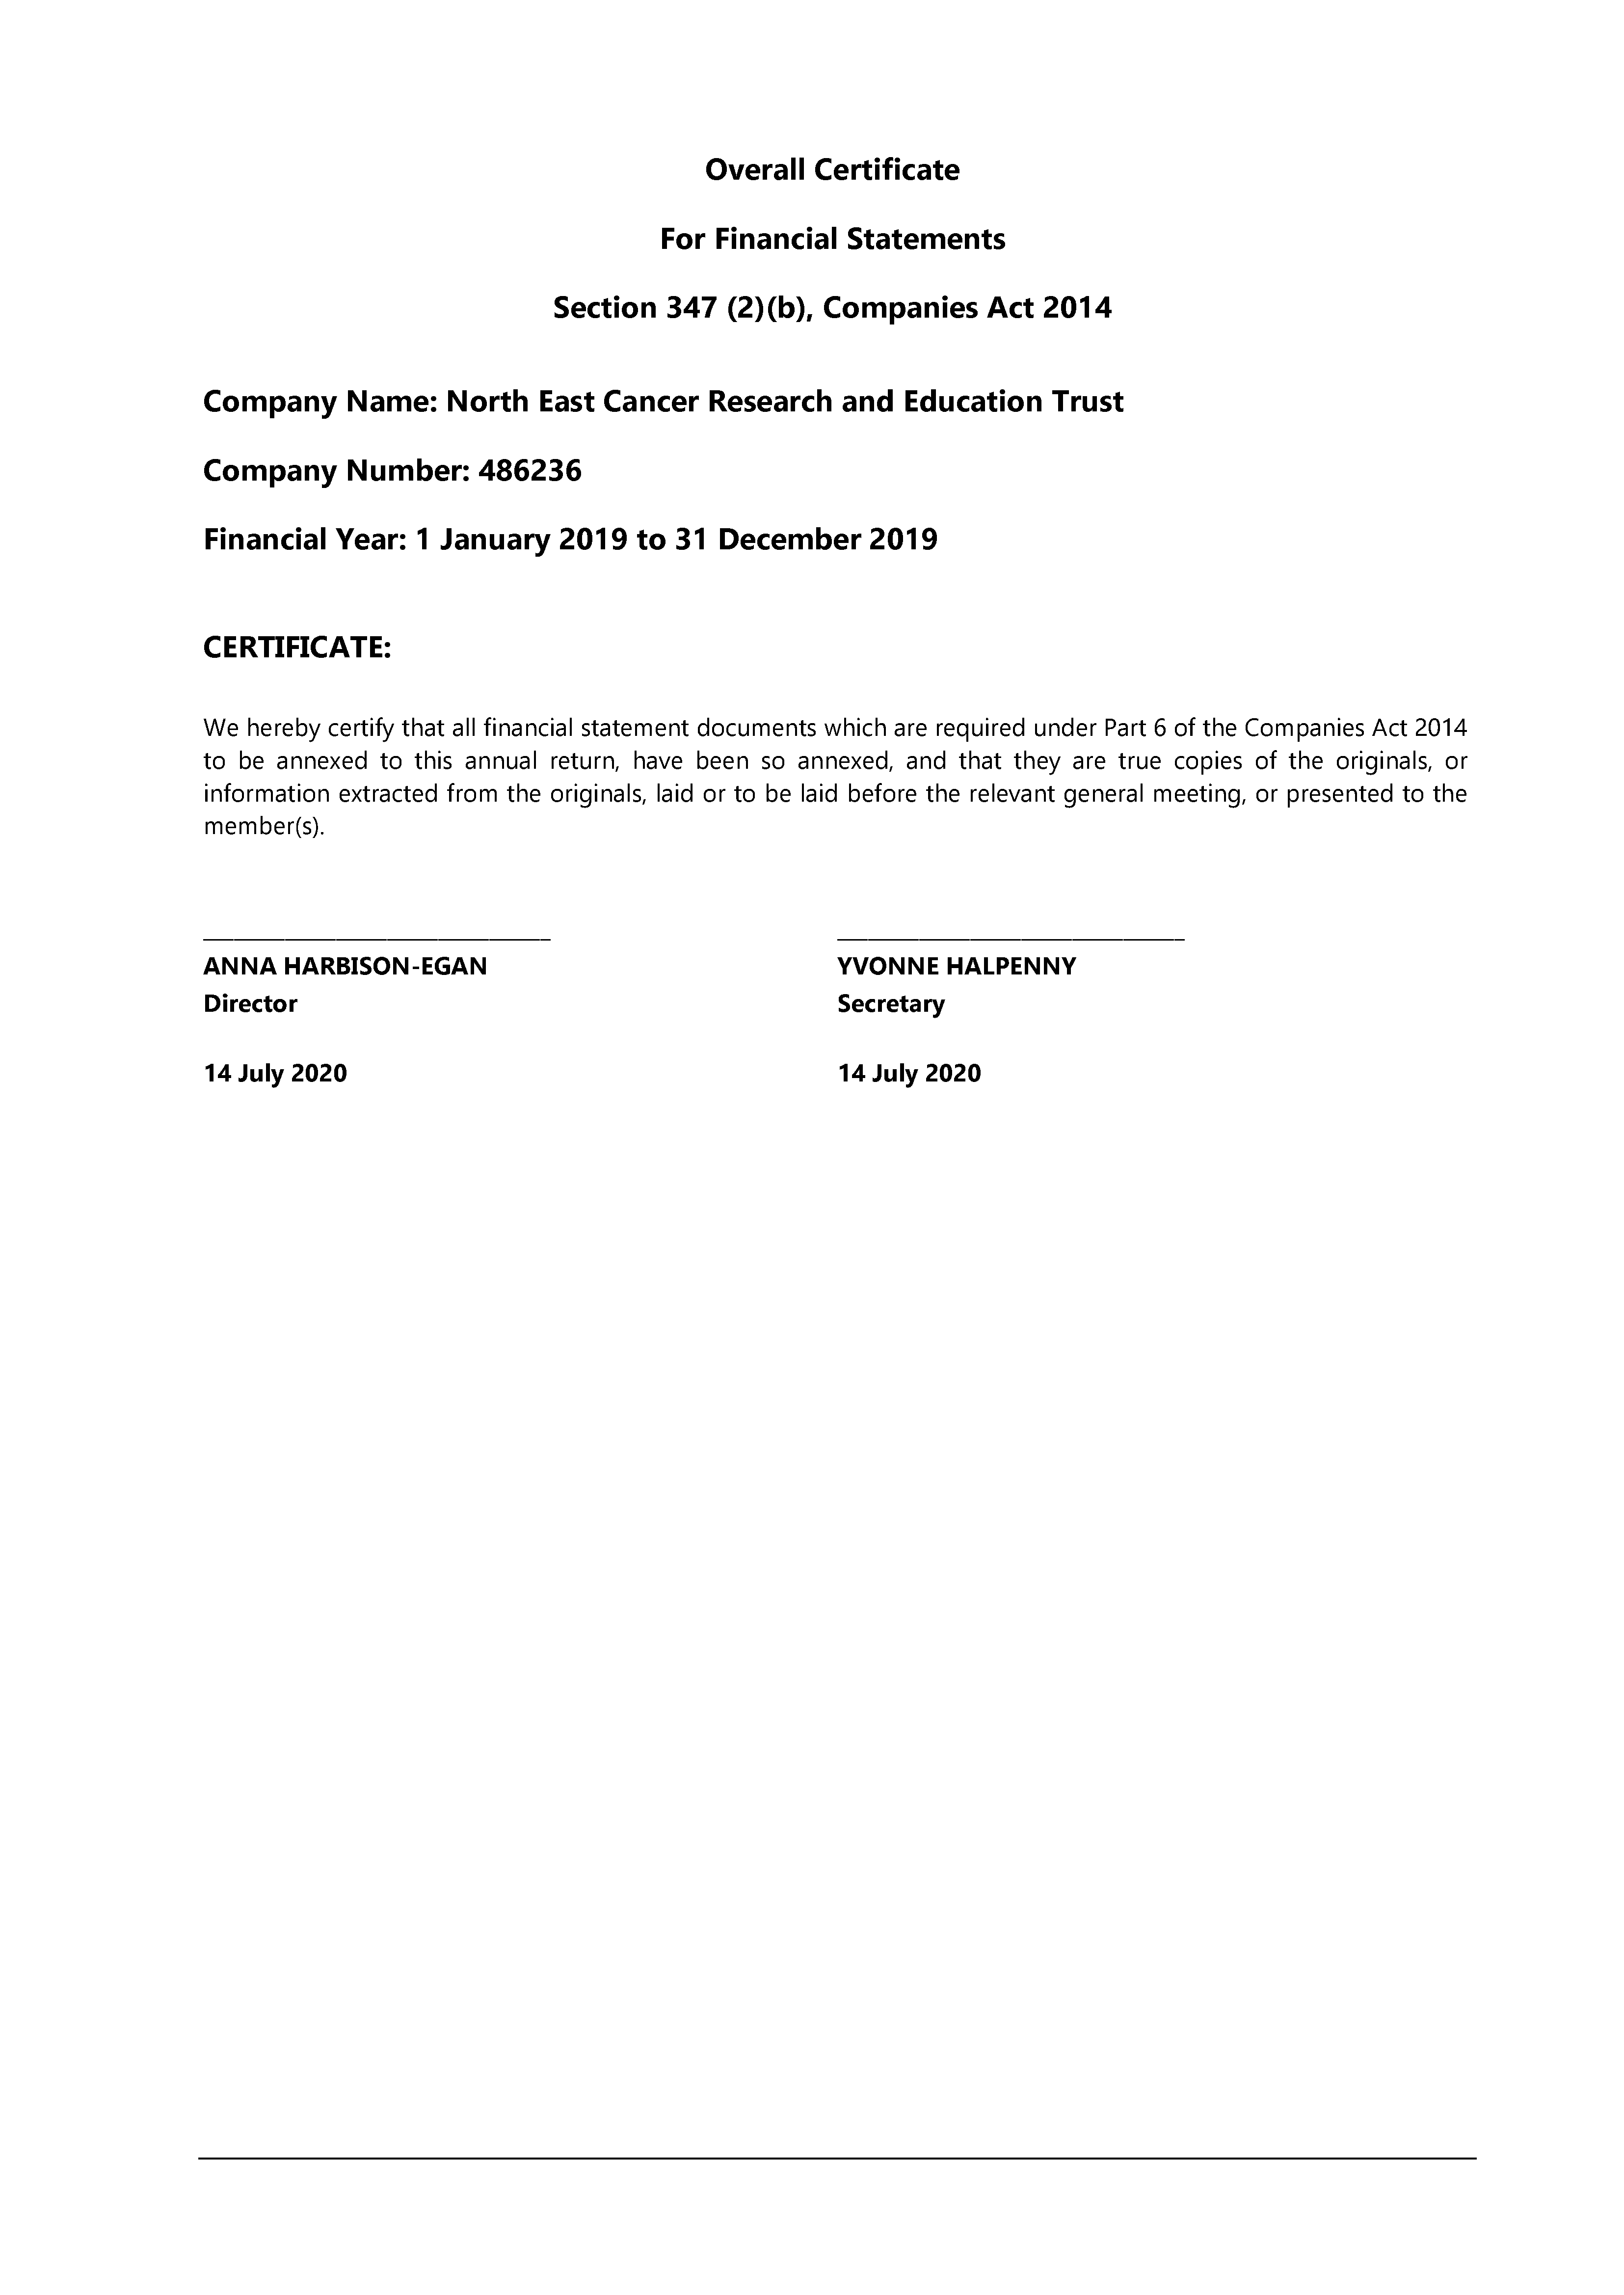 Overall Certificate
For Financial Statements
Section 347 (2)(b), Companies Act 2014
Company Name: North East Cancer Research and Education Trust
Company Number: 486236
Financial Year: 1 January 2019 to 31 December 2019
CERTIFICATE:
We hereby certify that all financial statement documents which are required under Part 6 of the Companies Act 2014
to be annexed to this annual return, have been so annexed, and that they are true copies of the originals, or
information extracted from the originals, laid or to be laid before the relevant general meeting, or presented to the
member(s).
ANNA HARBISON-EGAN
Director
14 July 2020
YVONNE HALPENNY
Secretary
14 July 2020